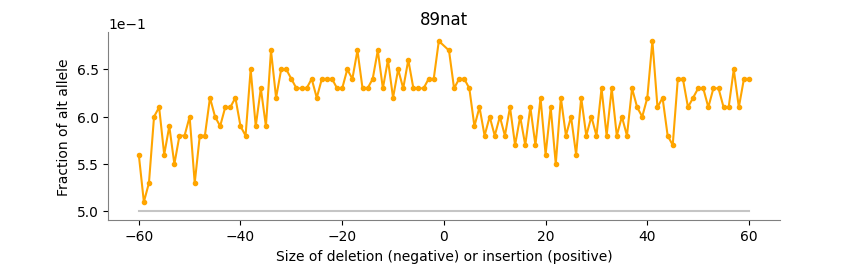 89nat
1e−1
6.5
6.0
5.5
5.0
Fraction of alt allele
−60 −40 −20 0 20 40 60
Size of deletion (negative) or insertion (positive)